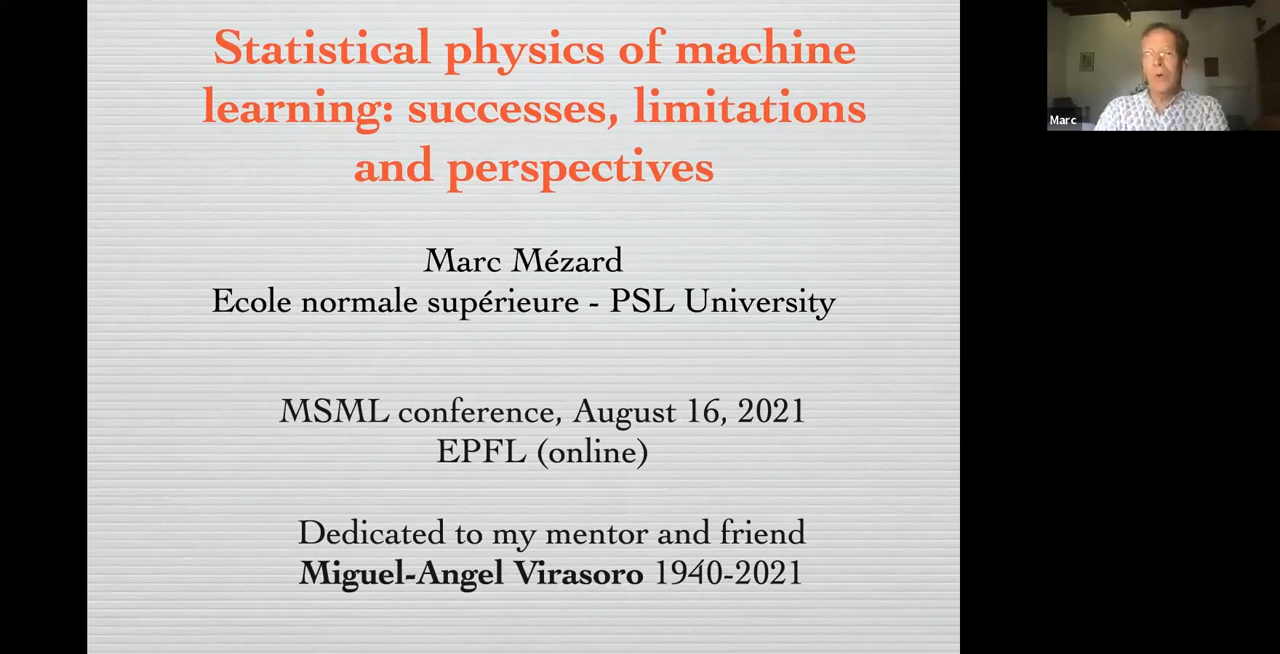 Statistical physics of machine
learning: successes, limitations
and perspectives
Marc Mézard
Ecole normale supérieure - PSL University
MSML conference, August 16, 2021
EPFL (online)
Dedicated to my mentor and friend
Miguel-Angel Virasoro 1940-2021
Marc